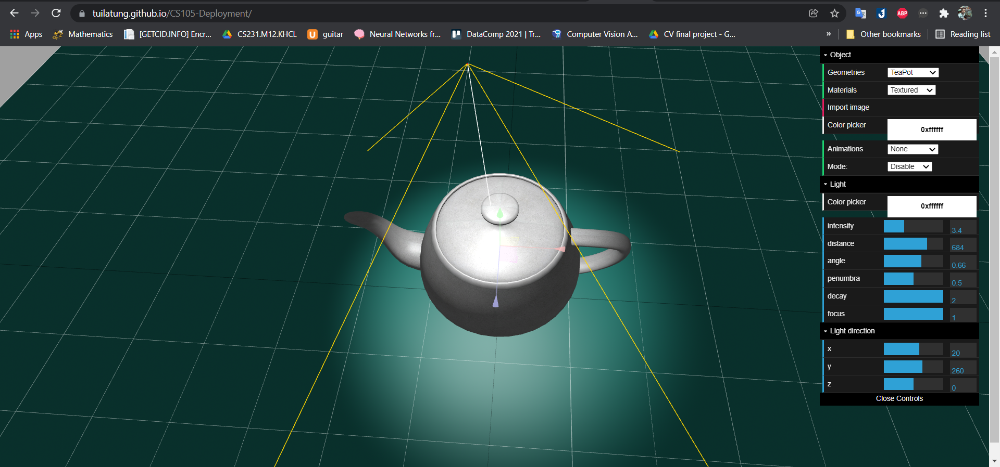 tuilatung.github.io/CS105-Deployment/
ABP
Apps Mathematics [GETCID.INFO] Encr... CS231.M12.KHCL guitar Neural Networks fr... DataComp 2021 | Tr... Computer Vision A... CV final project - G... » Other bookmarks Reading list
Object
Geometries TeaPot
Materials Textured
Import image
Color picker 0xffffff
Animations None
Mode: Disable
Light
Color picker 0xffffff
intensity 3.4
distance 684
angle 0.66
penumbra 0.5
decay 2
focus 1
Light direction
x 20
y 260
z 0
Close Controls